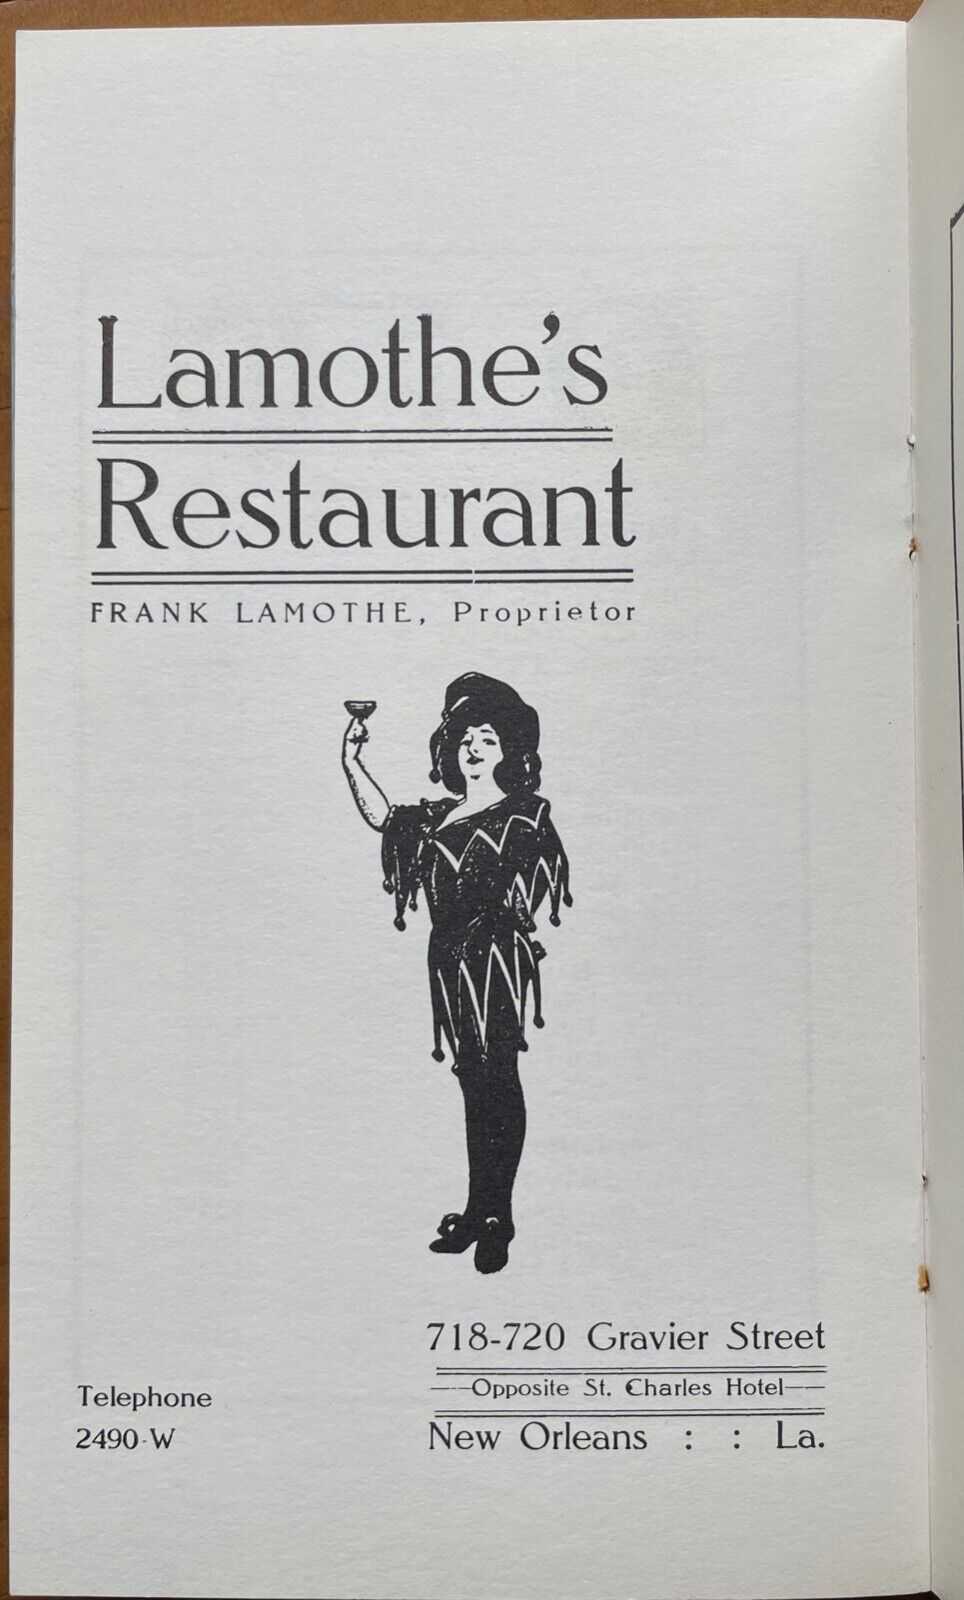 Lamothe's
Restaurant
FRANK LAMOTHE, Proprietor
718-720 Gravier Street
Opposite St. Charles Hotel
Telephone
2490-W
New Orleans : : La.